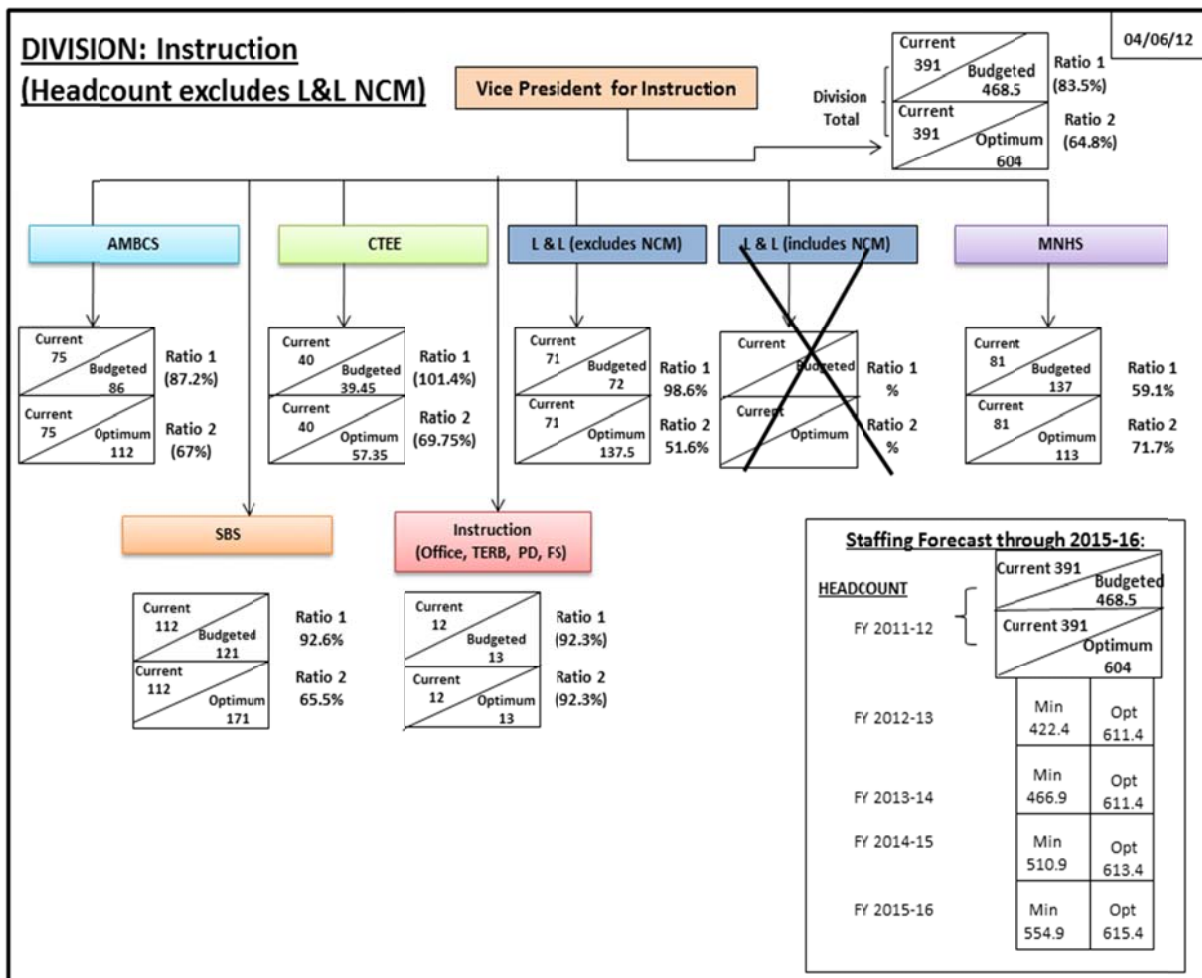 04/06/12
DIVISION: Instruction
(Headcount excludes L&L NCM)
Vice President for Instruction
Division
Total
Current
391
Budgeted
468.5
Ratio 1
(83.5%)
Current
391
Optimum
604
Ratio 2
(64.8%)
AMBCS
CTEE
L &L (excludes NCM)
L & L (includes NCM)
MNHS
Current
75
Budgeted
86
Ratio 1
(87.2%)
Current
75
Optimum
112
Ratio 2
(67%)
Current
40
Budgeted
39.45
Ratio 1
(101.4%)
Current
40
Optimum
57.35
Ratio 2
(69.75%)
Current
71
Budgeted
72
Ratio 1
98.6%
Current
71
Optimum
137.5
Ratio 2
51.6%
Current
Budgeted
Ratio 1
%
Current
Optimum
Ratio 2
%
Current
81
Budgeted
137
Ratio 1
59.1%
Current
81
Optimum
113
Ratio 2
71.7%
SBS
Instruction
(Office, TERB, PD, FS)
Current
112
Budgeted
121
Ratio 1
92.6%
Current
112
Optimum
171
Ratio 2
65.5%
Current
12
Budgeted
13
Ratio 1
(92.3%)
Current
12
Optimum
13
Ratio 2
(92.3%)
Staffing Forecast through 2015-16:
HEADCOUNT
FY 2011-12
Current 391
Budgeted
468.5
Current 391
Optimum
604
FY 2012-13
Min
422.4
Opt
611.4
FY 2013-14
Min
466.9
Opt
611.4
FY 2014-15
Min
510.9
Opt
613.4
FY 2015-16
Min
554.9
Opt
615.4